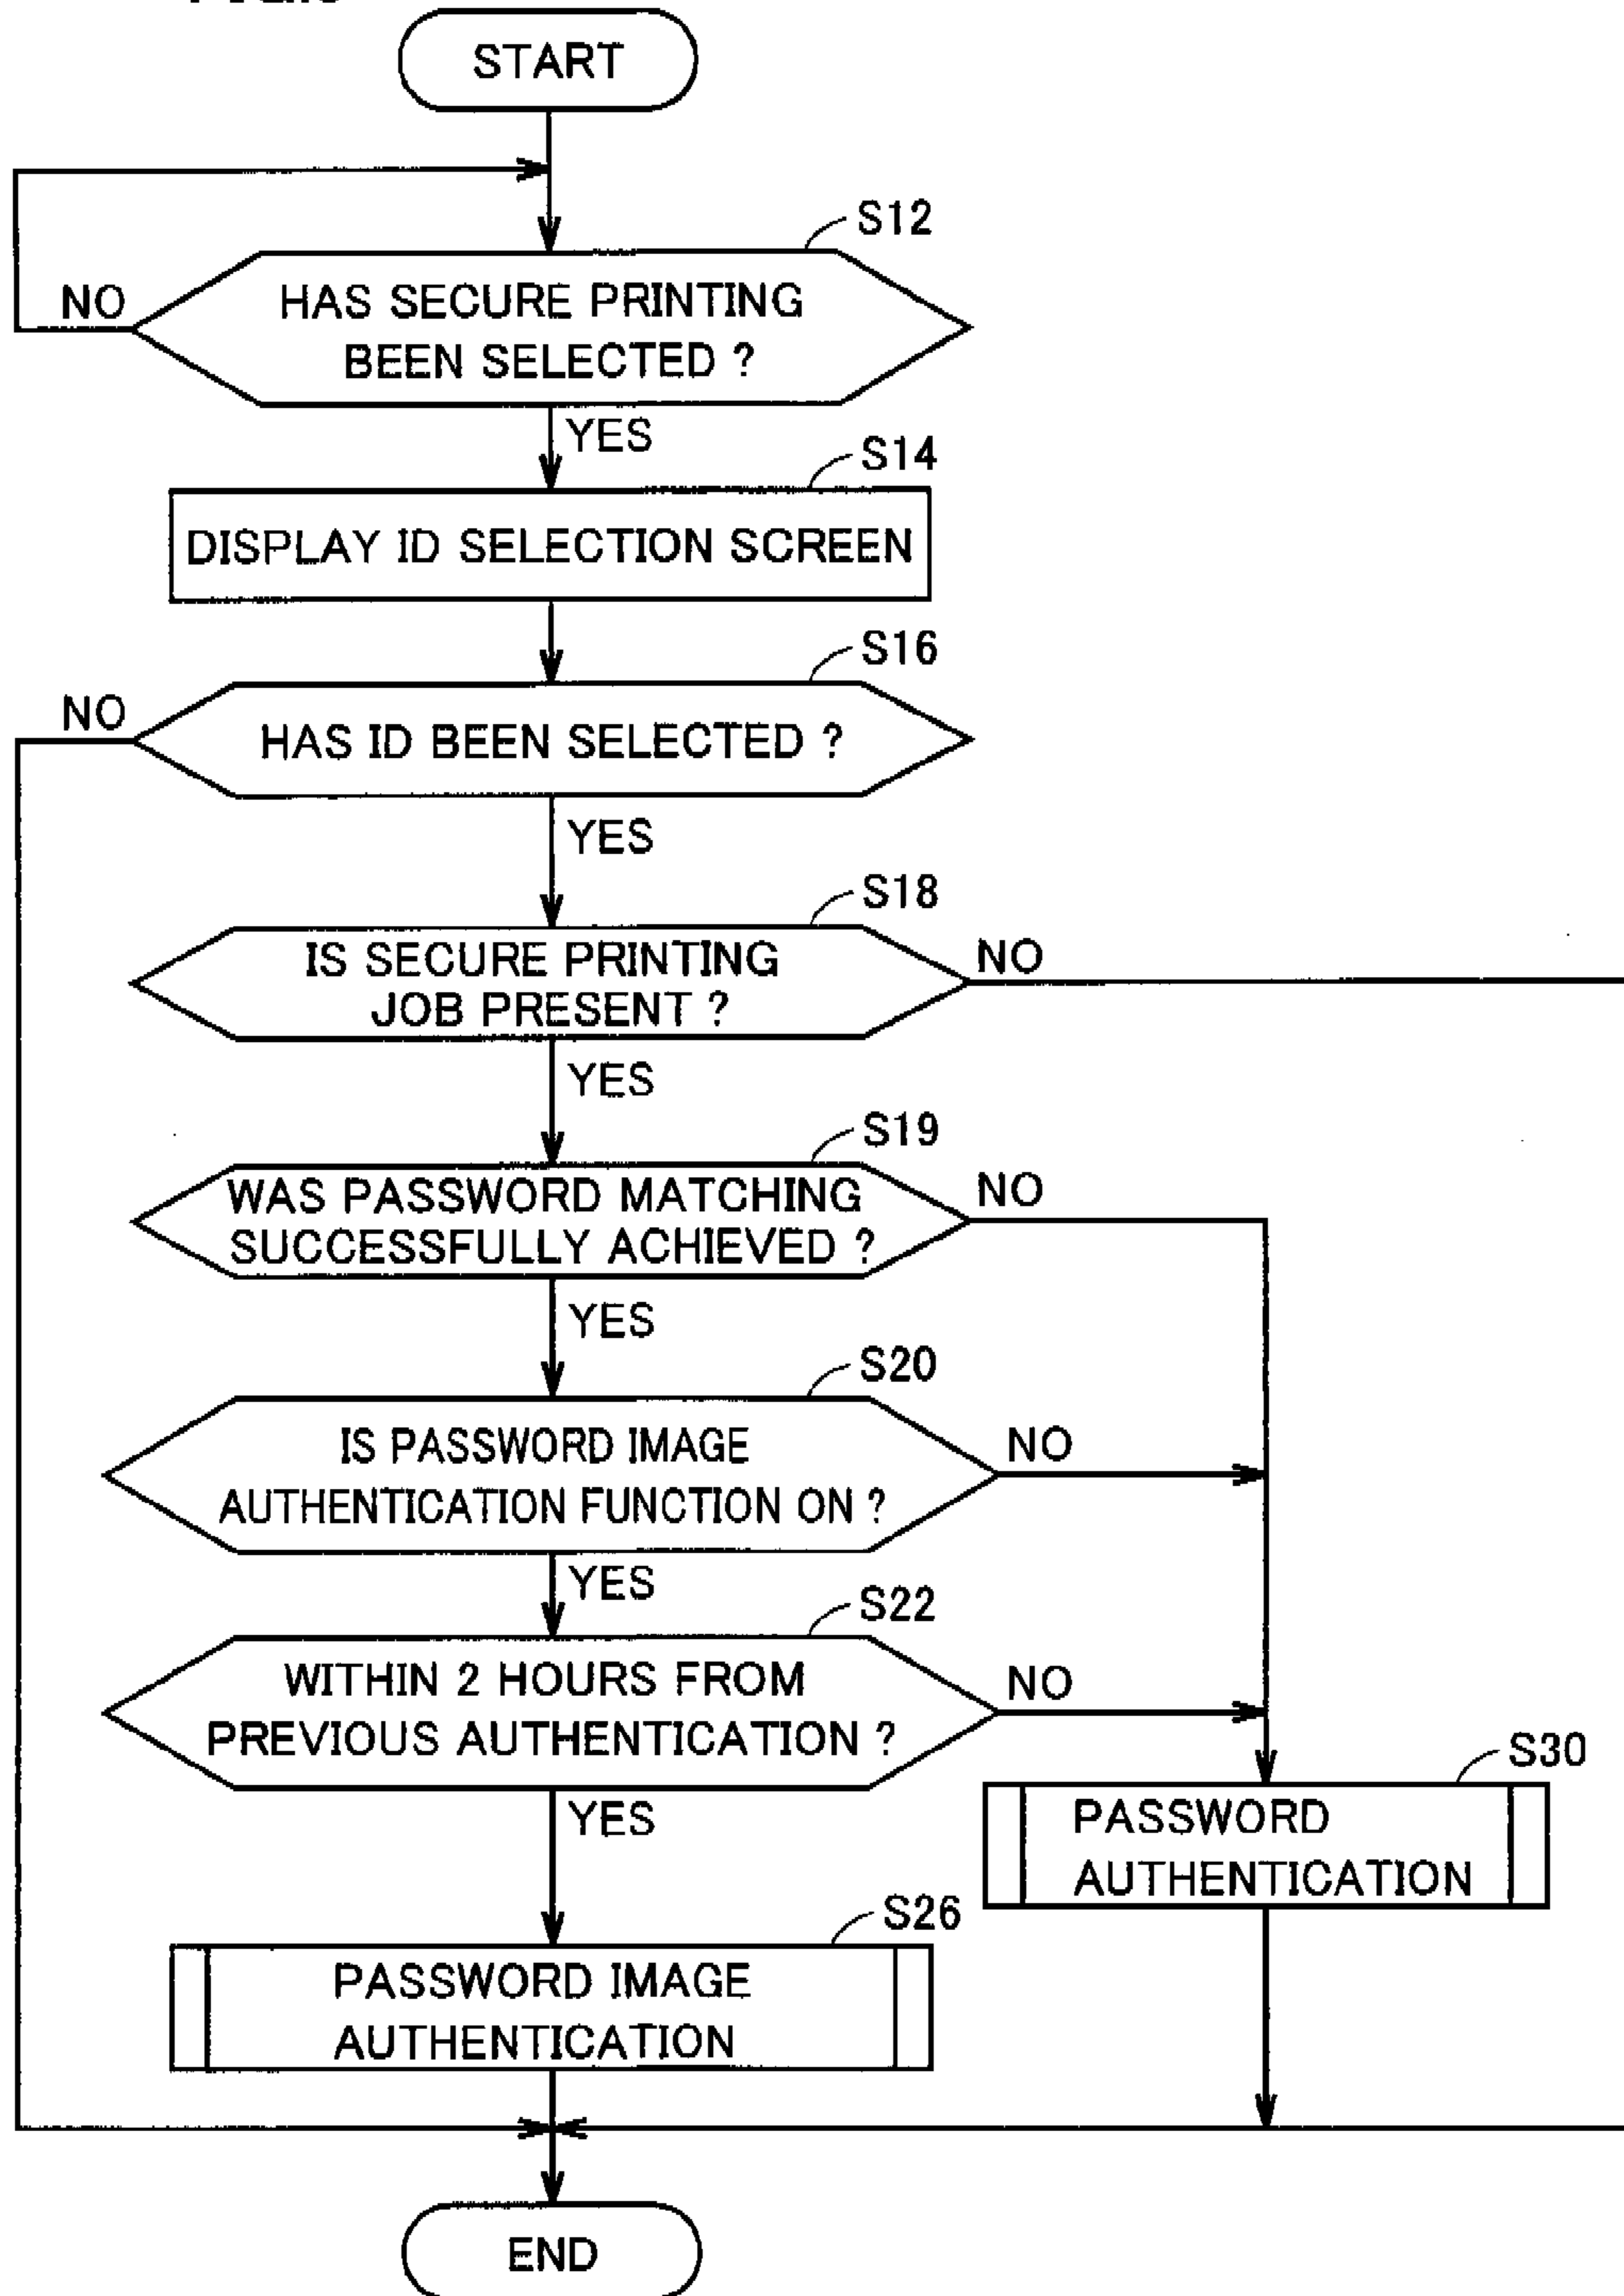 START
S12
NO
HAS SECURE PRINTING
BEEN SELECTED ?
YES
S14
DISPLAY ID SELECTION SCREEN
S16
NO
HAS ID BEEN SELECTED ?
YES
S18
IS SECURE PRINTING
JOB PRESENT ?
NO
YES
S19
WAS PASSWORD MATCHING
SUCCESSFULLY ACHIEVED ?
NO
YES
S20
IS PASSWORD IMAGE
AUTHENTICATION FUNCTION ON ?
NO
YES
S22
WITHIN 2 HOURS FROM
PREVIOUS AUTHENTICATION ?
NO
YES
S30
PASSWORD
AUTHENTICATION
S26
PASSWORD IMAGE
AUTHENTICATION
END